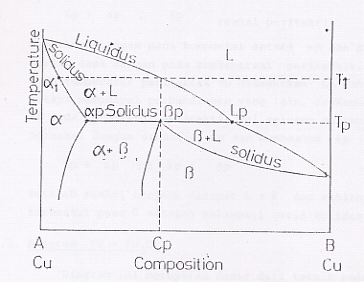 Temperature
Solidus
Liquidus
L
α1
α + L
T1
α
αp Solidus βp
Lp
Tp
α + β
β + L
solidus
β
A
Cp
B
Cu
Composition
Cu